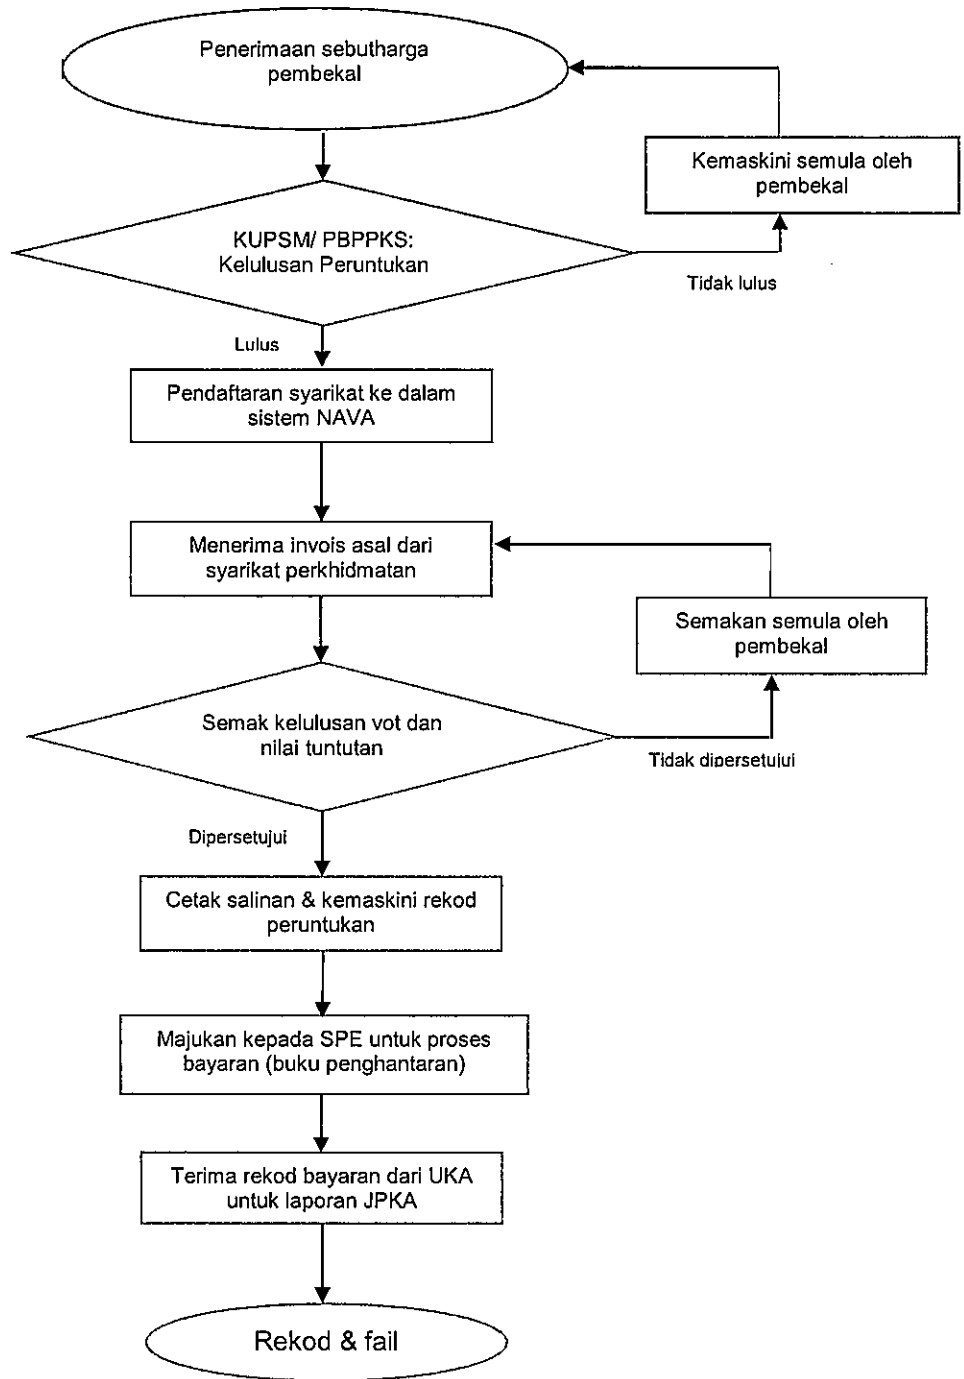 Penerimaan sebutharga
pembekal
Kemaskini semula oleh
pembekal
KUPSM/ PBPPKS:
Kelulusan Peruntukan
Tidak lulus
Lulus
Pendaftaran syarikat ke dalam
sistem NAVA
Menerima invois asal dari
syarikat perkhidmatan
Semakan semula oleh
pembekal
Semak kelulusan vot dan
nilai tuntutan
Tidak dipersetujui
Dipersetujui
Cetak salinan & kemaskini rekod
peruntukan
Majukan kepada SPE untuk proses
bayaran (buku penghantaran)
Terima rekod bayaran dari UKA
untuk laporan JPKA
Rekod & fail